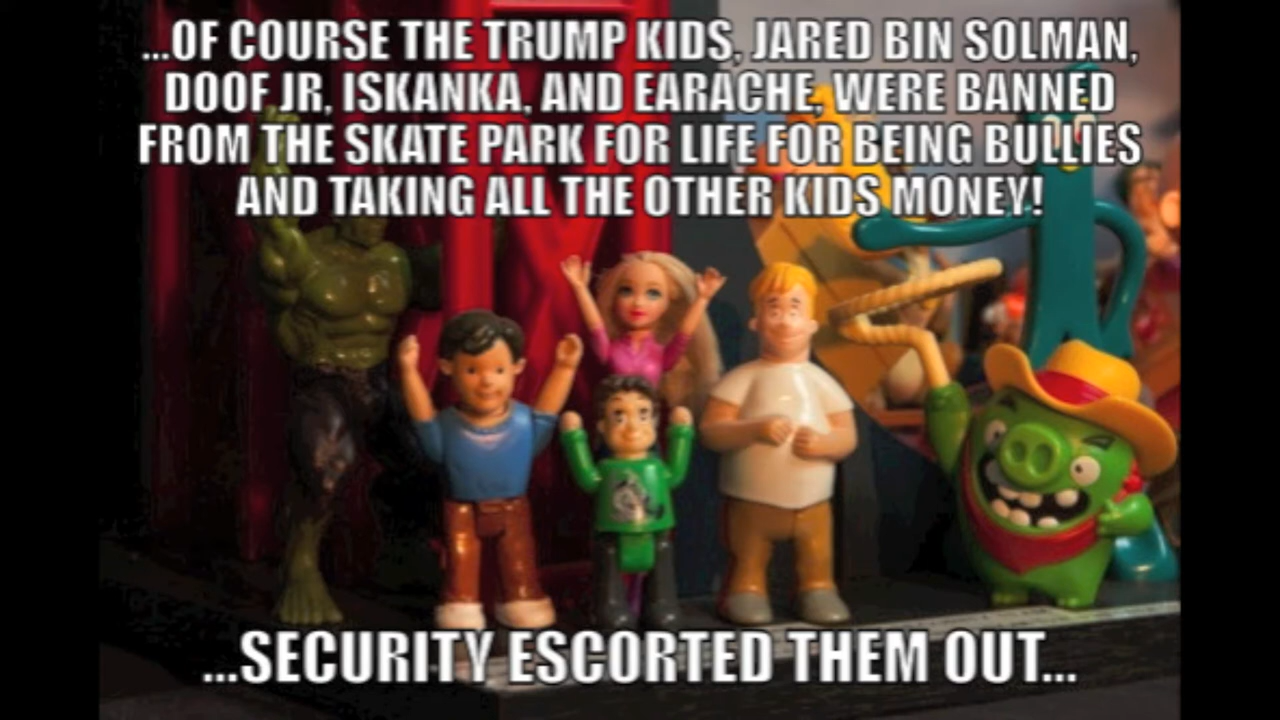 ...OF COURSE THE TRUMP KIDS, JARED BIN SOLMAN,
DOOF JR, ISKANKA, AND EARACHE, WERE BANNED
FROM THE SKATE PARK FOR LIFE FOR BEING BULLIES
AND TAKING ALL THE OTHER KIDS MONEY!
...SECURITY ESCORTED THEM OUT...